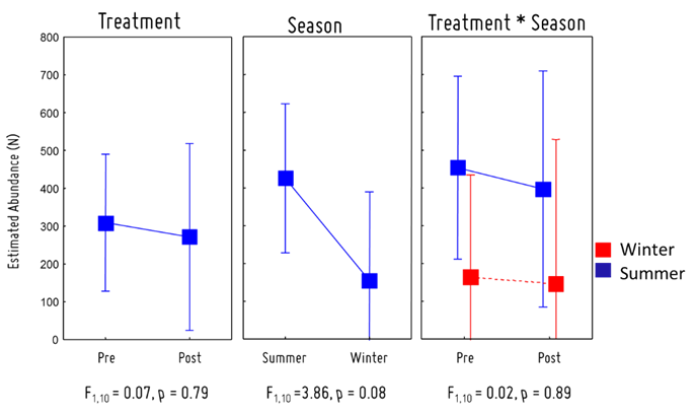 Treatment
Season
Treatment * Season
Estimated Abundance (N)
800
700
600
500
400
300
200
100
0
Pre Post
Summer Winter
Pre Post
Winter
Summer
F1,10 = 0.07, p = 0.79
F1,10 =3.86, p = 0.08
F1,10 = 0.02, p = 0.89